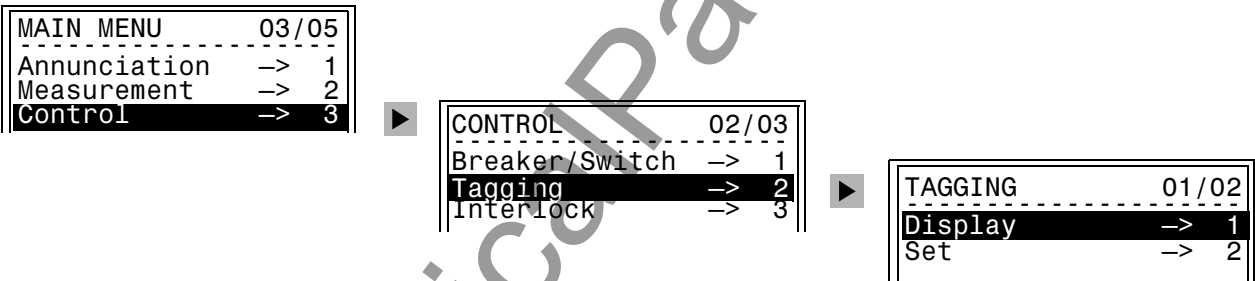 MAIN MENU 03/05
Annunciation —> 1
Measurement —> 2
Control —> 3
CONTROL 02/03
Breaker/Switch —> 1
Tagging —> 2
Interlock —> 3
TAGGING 01/02
Display —> 1
Set —> 2